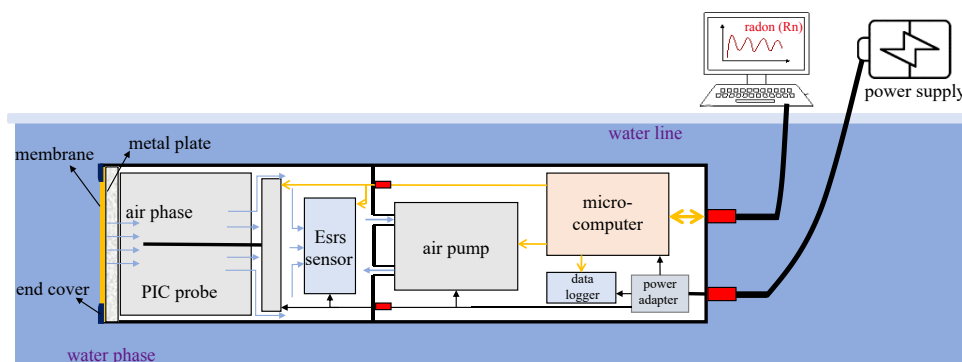 radon (Rn)
power supply
water line
metal plate
membrane
air phase
PIC probe
Esrs
sensor
air pump
micro-
computer
data
logger
power
adapter
end cover
water phase